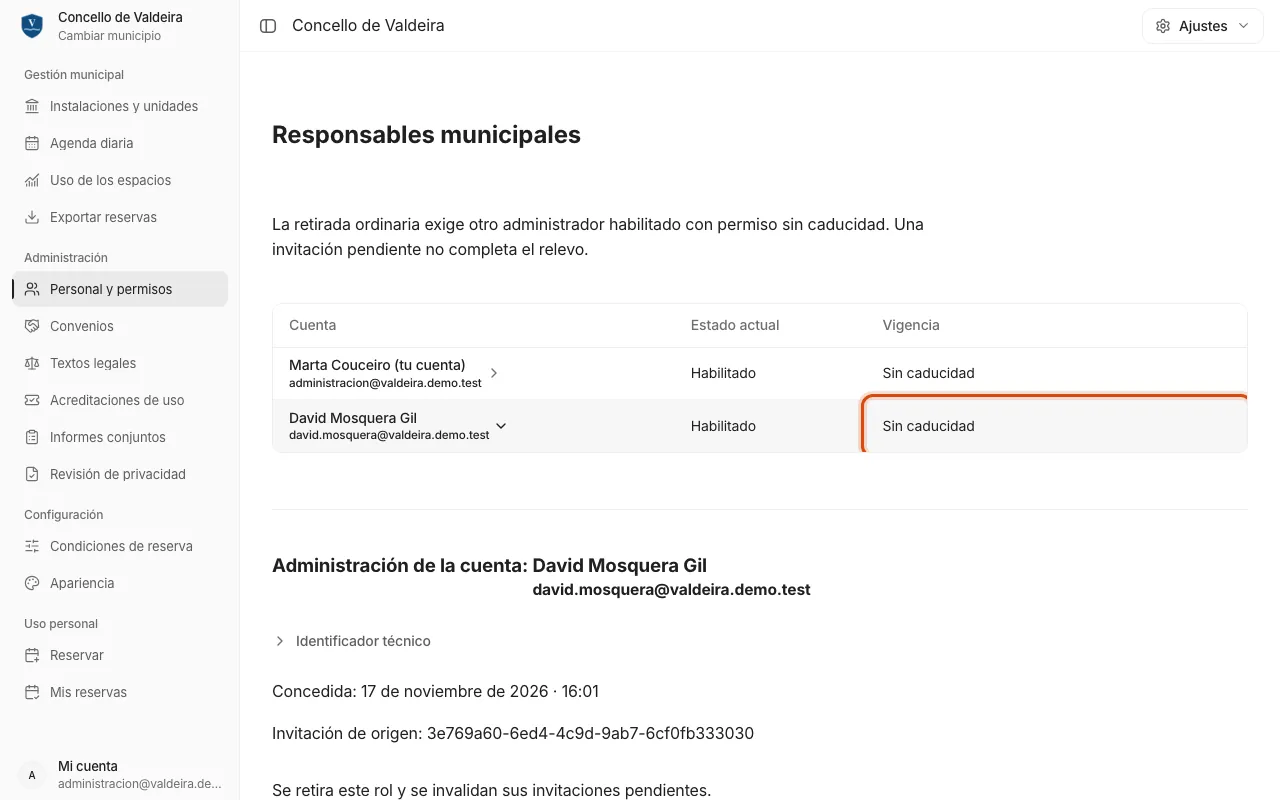 Concello de Valdeira
Cambiar municipio
Gestión municipal
Instalaciones y unidades
Agenda diaria
Uso de los espacios
Exportar reservas
Administración
Personal y permisos
Convenios
Textos legales
Acreditaciones de uso
Informes conjuntos
Revisión de privacidad
Configuración
Condiciones de reserva
Apariencia
Uso personal
Reservar
Mis reservas
A
Mi cuenta
administracion@valdeira.de...
Concello de Valdeira
Ajustes
Responsables municipales
La retirada ordinaria exige otro administrador habilitado con permiso sin caducidad. Una
invitación pendiente no completa el relevo.
Cuenta Estado actual Vigencia
Marta Couceiro (tu cuenta)
administracion@valdeira.demo.test
Habilitado Sin caducidad
David Mosquera Gil
david.mosquera@valdeira.demo.test
Habilitado Sin caducidad
Administración de la cuenta: David Mosquera Gil
david.mosquera@valdeira.demo.test
Identificador técnico
Concedida: 17 de noviembre de 2026 · 16:01
Invitación de origen: 3e769a60-6ed4-4c9d-9ab7-6cf0fb333030
Se retira este rol y se invalidan sus invitaciones pendientes.